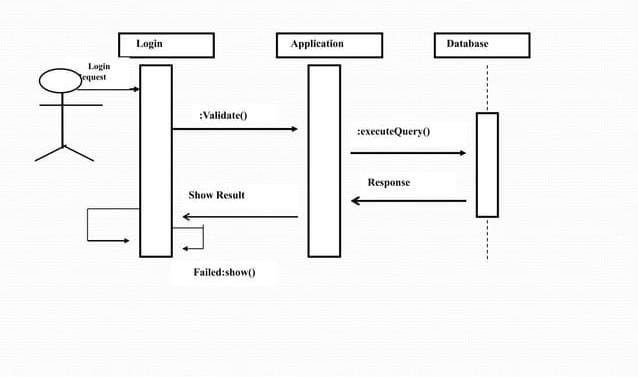 Login
Application
Database
Login
equest
:Validate()
:executeQuery()
Response
Show Result
Failed:show()